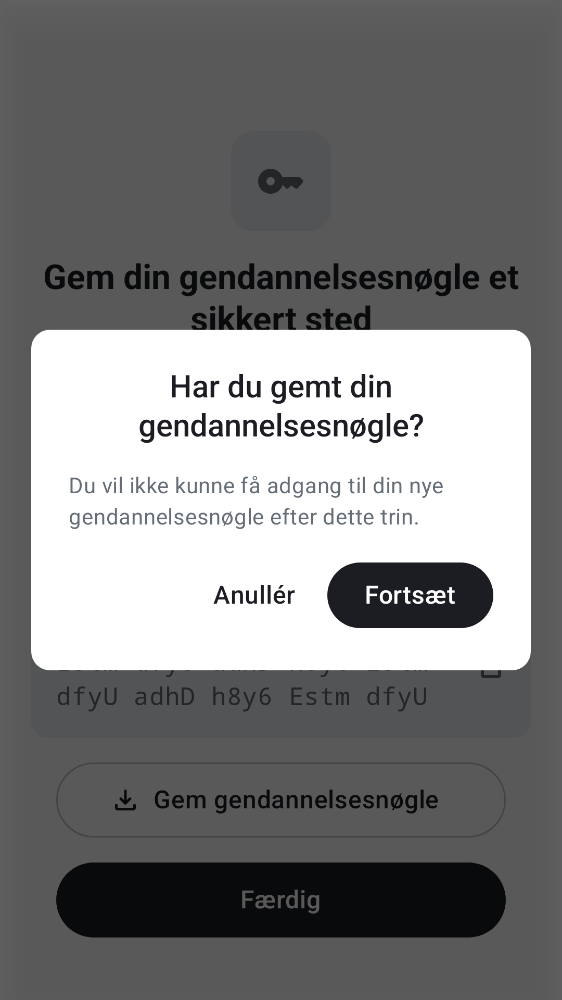 Gem din gendannelsesnøgle et
sikkert sted
Har du gemt din
gendannelsesnøgle?
Du vil ikke kunne få adgang til din nye
gendannelsesnøgle efter dette trin.
Anullér
Fortsæt
dfyU adhD h8y6 Estm dfyU
Gem gendannelsesnøgle
Færdig